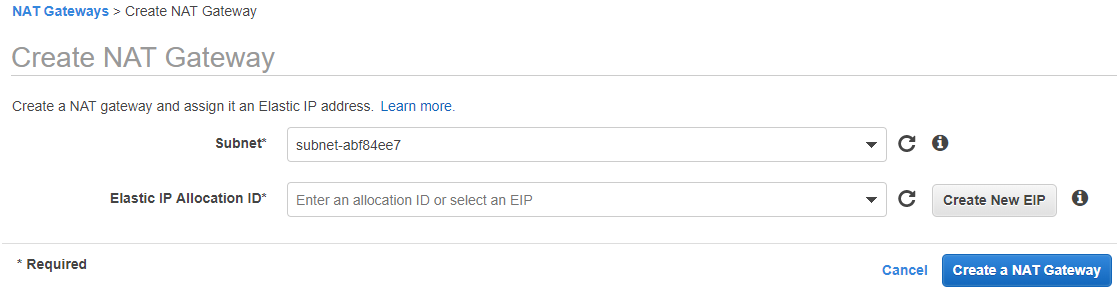 NAT Gateways > Create NAT Gateway
Create NAT Gateway
Create a NAT gateway and assign it an Elastic IP address. Learn more.
Subnet* subnet-abf84ee7
Elastic IP Allocation ID* Enter an allocation ID or select an EIP Create New EIP
* Required
Cancel Create a NAT Gateway